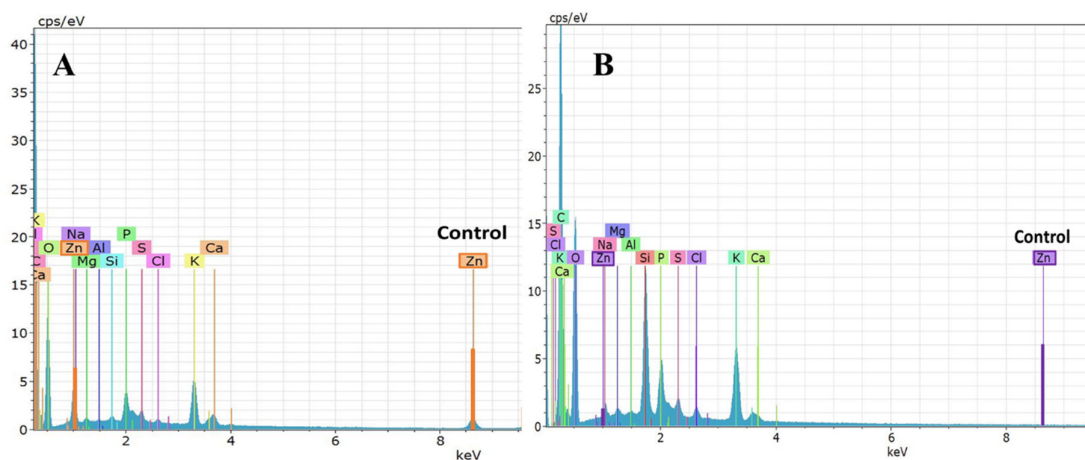 cps/eV
A
40
35
30
25
20
15
10
5
0
K
Na
P
O
Zn
Al
S
Ca
C
Mg
Si
Cl
K
Ca
Control
Zn
2
4
6
8
keV
cps/eV
B
25
20
15
10
5
0
C
Mg
S
Na
Cl
Al
K
O
Zn
Si
P
S
Cl
K
Ca
Ca
Control
Zn
2
4
6
8
keV